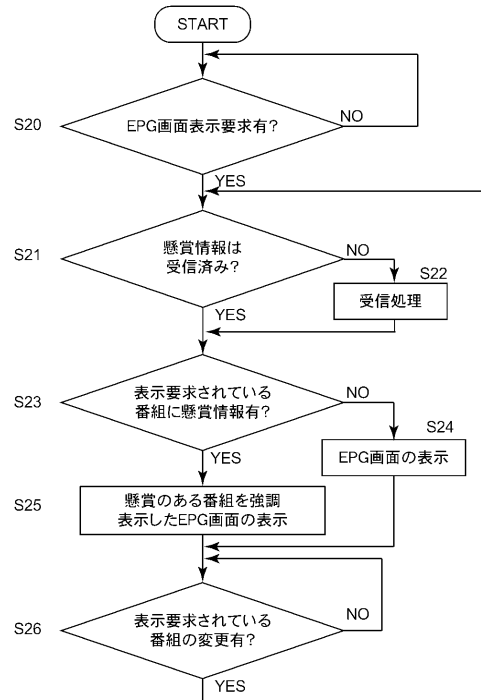 START
S20
EPG画面表示要求有?
NO
YES
S21
懸賞情報は
受信済み?
NO
S22
受信処理
YES
S23
表示要求されている
番組に懸賞情報有?
NO
S24
EPG画面の表示
YES
S25
懸賞のある番組を強調
表示したEPG画面の表示
S26
表示要求されている
番組の変更有?
NO
YES